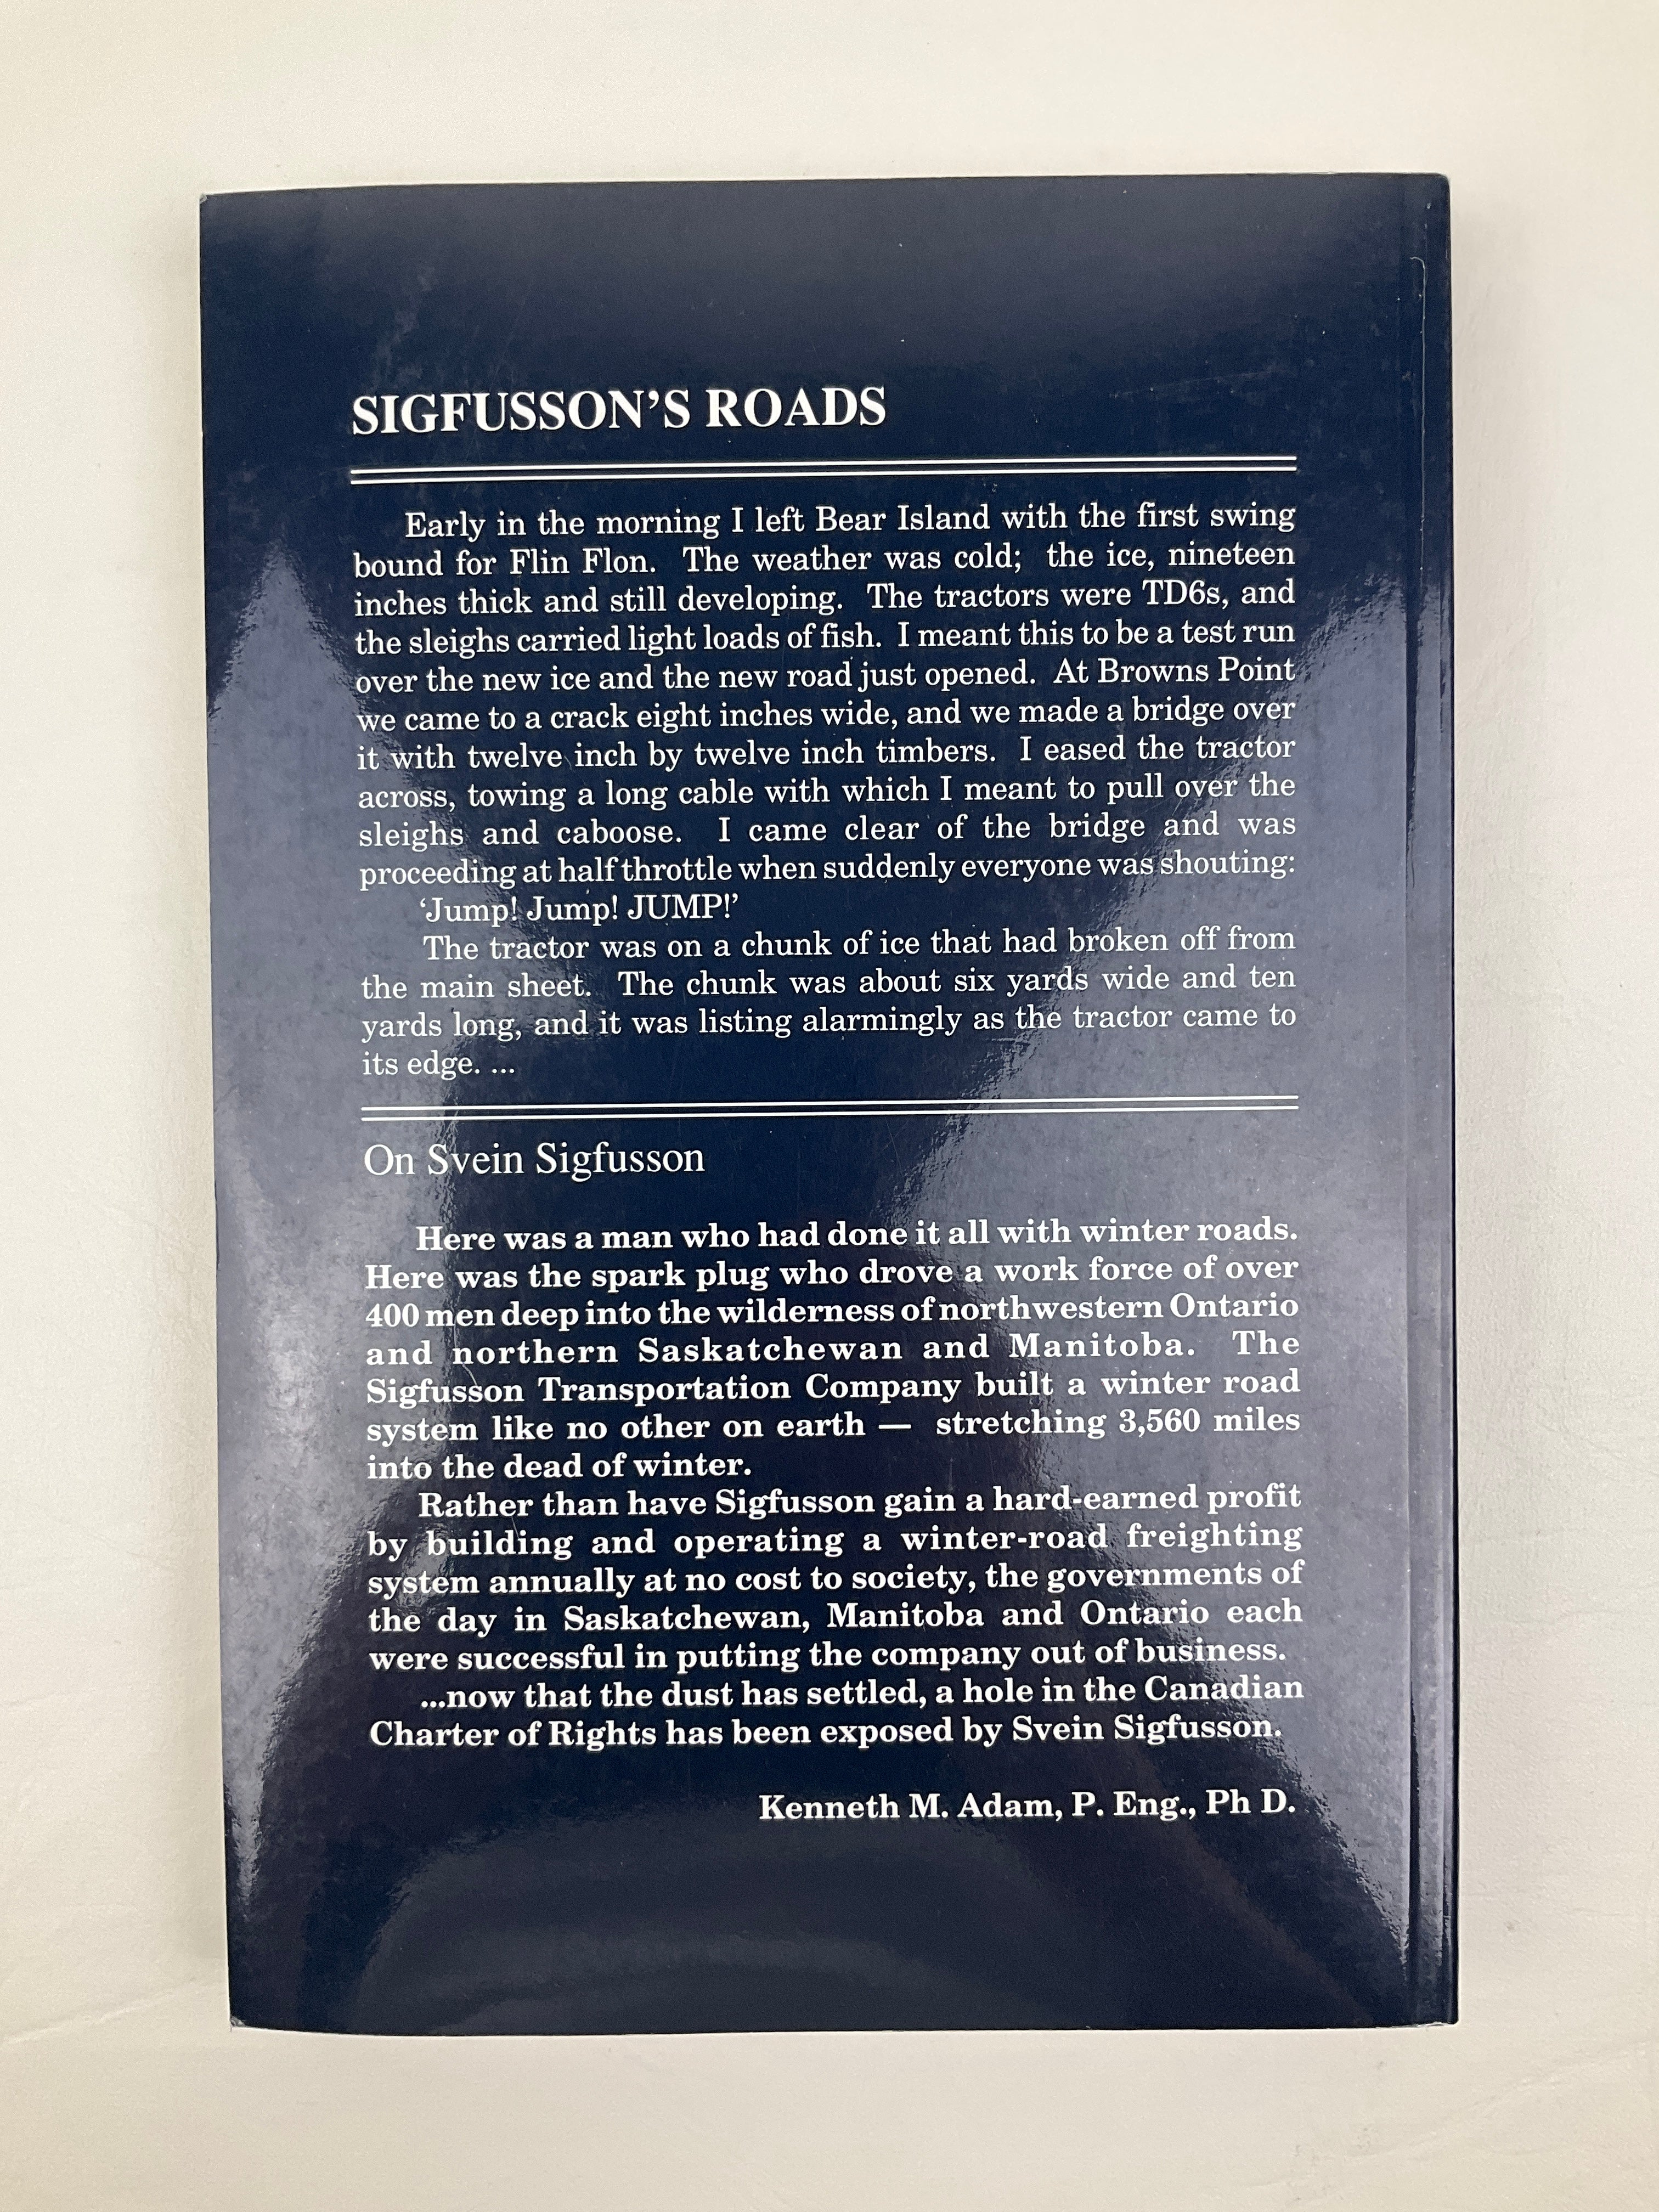 SIGFUSSON'S ROADS
Early in the morning I left Bear Island with the first swing
bound for Flin Flon. The weather was cold; the ice, nineteen
inches thick and still developing. The tractors were TD6s, and
the sleighs carried light loads of fish. I meant this to be a test run
over the new ice and the new road just opened. At Browns Point
we came to a crack eight inches wide, and we made a bridge over
it with twelve inch by twelve inch timbers. I eased the tractor
across, towing a long cable with which I meant to pull over the
sleighs and caboose. I came clear of the bridge and was
proceeding at half throttle when suddenly everyone was shouting:
‘Jump! Jump! JUMP!’
The tractor was on a chunk of ice that had broken off from
the main sheet. The chunk was about six yards wide and ten
yards long, and it was listing alarmingly as the tractor came to
its edge. ...
On Svein Sigfusson
Here was a man who had done it all with winter roads.
Here was the spark plug who drove a work force of over
400 men deep into the wilderness of northwestern Ontario
and northern Saskatchewan and Manitoba. The
Sigfusson Transportation Company built a winter road
system like no other on earth — stretching 3,560 miles
into the dead of winter.
Rather than have Sigfusson gain a hard-earned profit
by building and operating a winter-road freighting
system annually at no cost to society, the governments of
the day in Saskatchewan, Manitoba and Ontario each
were successful in putting the company out of business.
...now that the dust has settled, a hole in the Canadian
Charter of Rights has been exposed by Svein Sigfusson.
Kenneth M. Adam, P. Eng., Ph D.